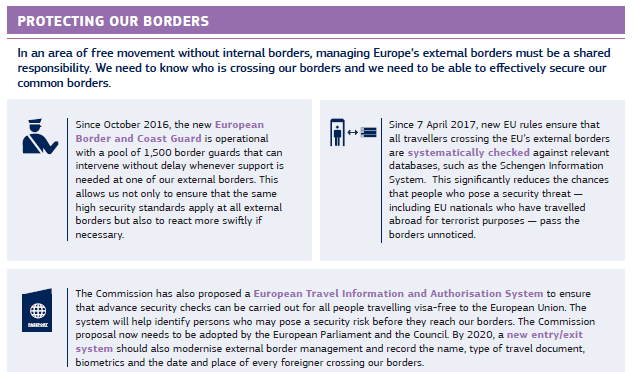 PROTECTING OUR BORDERS
In an area of free movement without internal borders, managing Europe's external borders must be a shared
responsibility. We need to know who is crossing our borders and we need to be able to effectively secure our
common borders.
Since October 2016, the new European
Border and Coast Guard is operational
with a pool of 1,500 border guards that can
intervene without delay whenever support is
needed at one of our external borders. This
allows us not only to ensure that the same
high security standards apply at all external
borders but also to react more swiftly if
necessary.
Since 7 April 2017, new EU rules ensure that
all travellers crossing the EU's external borders
are systematically checked against relevant
databases, such as the Schengen Information
System. This significantly reduces the chances
that people who pose a security threat —
including EU nationals who have travelled
abroad for terrorist purposes — pass the
borders unnoticed.
PASSPORT
The Commission has also proposed a European Travel Information and Authorisation System to ensure
that advance security checks can be carried out for all people travelling visa-free to the European Union. The
system will help identify persons who may pose a security risk before they reach our borders. The Commission
proposal now needs to be adopted by the European Parliament and the Council. By 2020, a new entry/exit
system should also modernise external border management and record the name, type of travel document,
biometrics and the date and place of every foreigner crossing our borders.